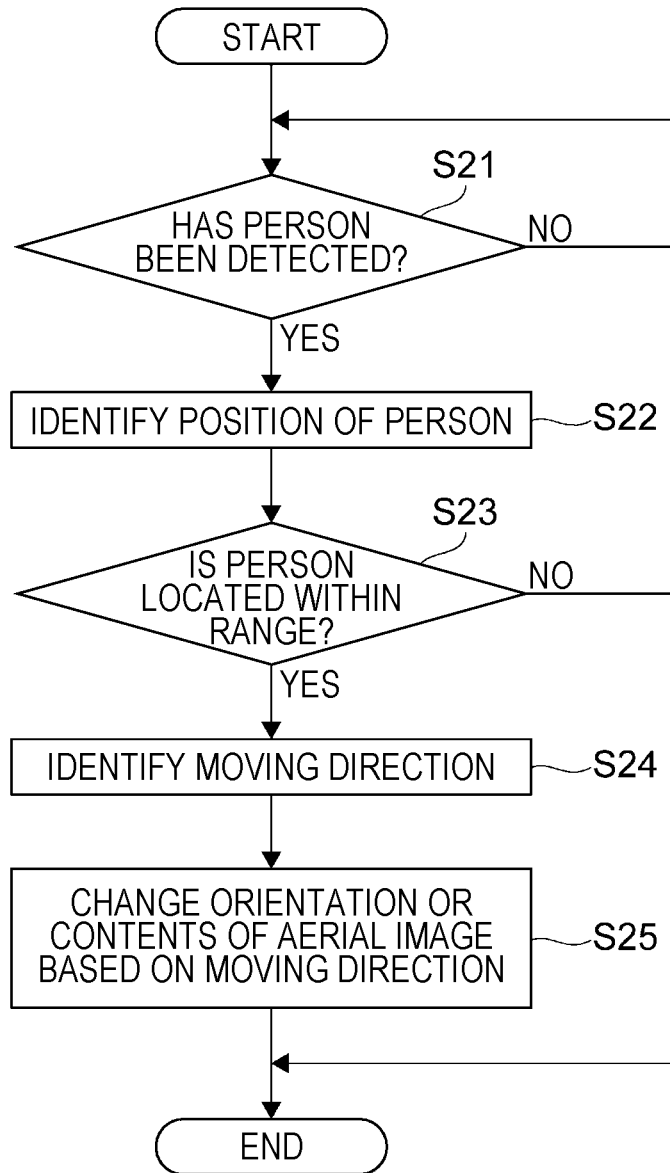 START
S21
HAS PERSON
BEEN DETECTED?
NO
YES
IDENTIFY POSITION OF PERSON
S22
S23
IS PERSON
LOCATED WITHIN
RANGE?
NO
YES
IDENTIFY MOVING DIRECTION
S24
CHANGE ORIENTATION OR
CONTENTS OF AERIAL IMAGE
BASED ON MOVING DIRECTION
S25
END